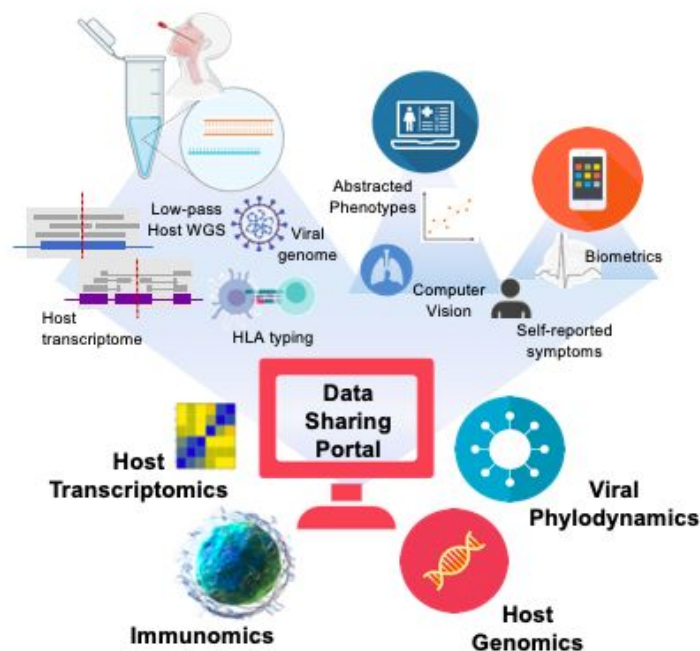 Low-pass
Host WGS
Viral
genome
Abstracted
Phenotypes
Biometrics
Host
transcriptome
HLA typing
Computer
Vision
Self-reported
symptoms
Data
Sharing
Portal
Host
Transcriptomics
Viral
Phylodynamics
Immunomics
Host
Genomics